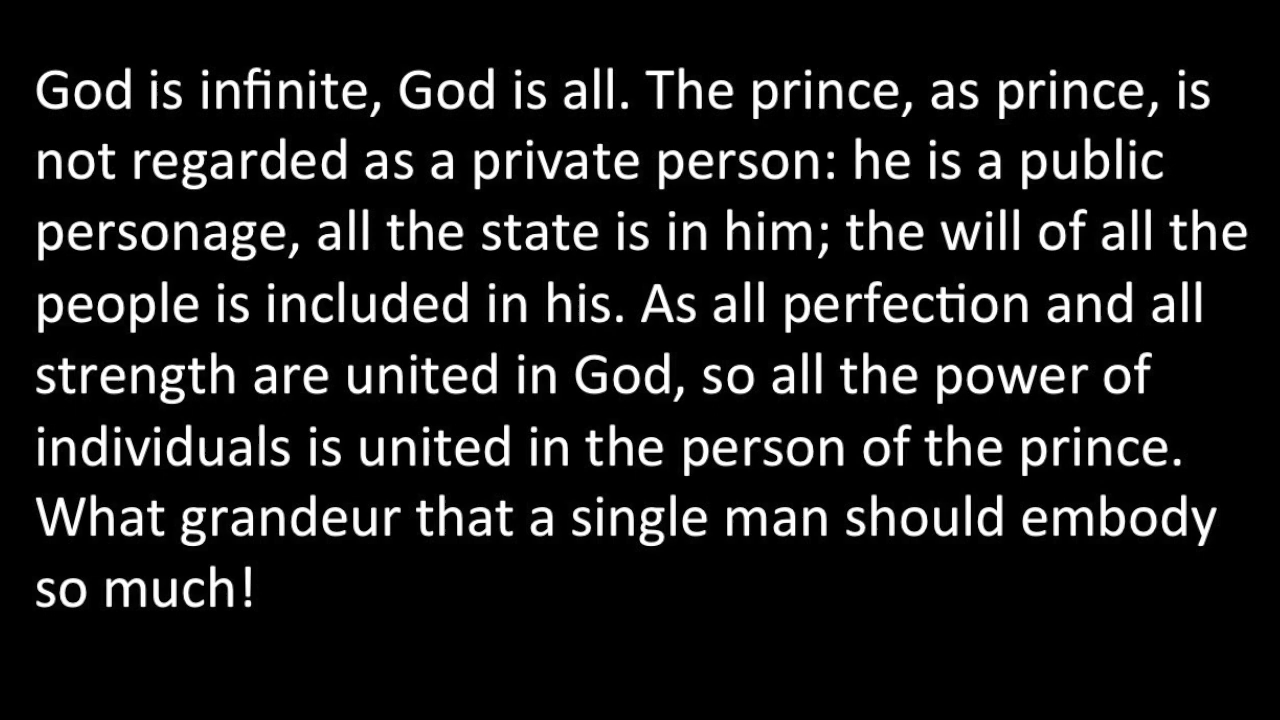 God is infinite, God is all. The prince, as prince, is
not regarded as a private person: he is a public
personage, all the state is in him; the will of all the
people is included in his. As all perfection and all
strength are united in God, so all the power of
individuals is united in the person of the prince.
What grandeur that a single man should embody
so much!